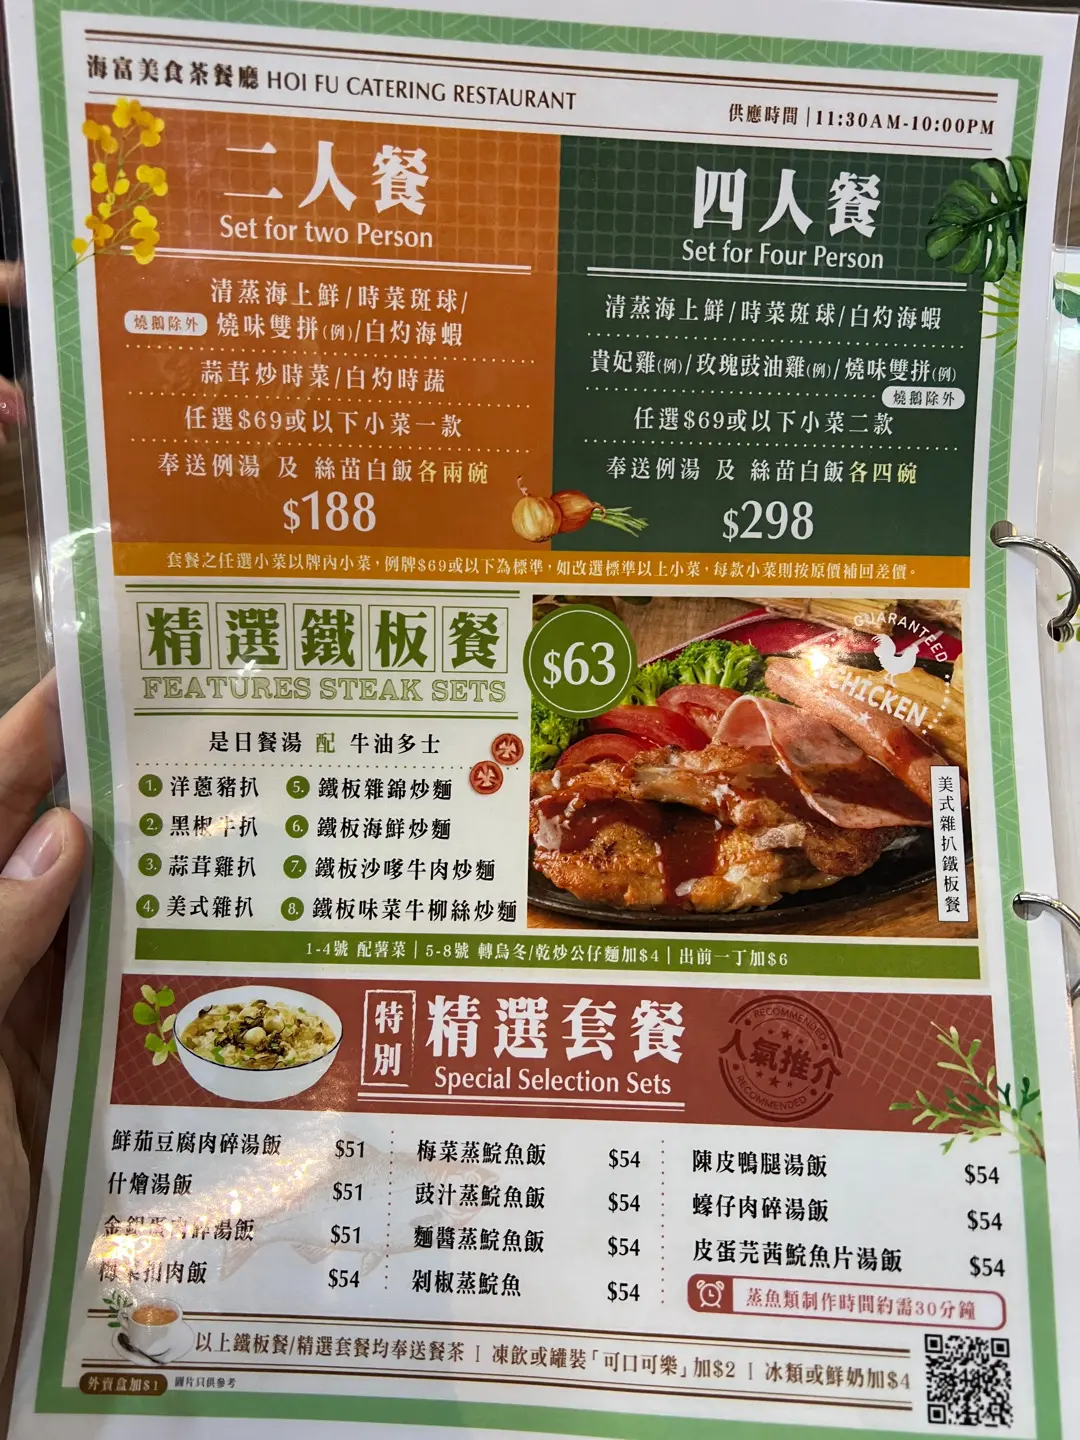 海富美食茶餐廳 HOI FU CATERING RESTAURANT
供應時間 | 11:30AM-10:00PM
二人餐
Set for two Person
清蒸海上鮮/時菜斑球/
燒鵝除外 燒味雙拼(例)/白灼海蝦
蒜茸炒時菜/白灼時蔬
任選$69或以下小菜一款
奉送例湯 及 絲苗白飯各兩碗
$188
四人餐
Set for Four Person
清蒸海上鮮/時菜斑球/白灼海蝦
貴妃雞(例)/玫瑰豉油雞(例)/燒味雙拼(例)
燒鵝除外
任選$69或以下小菜二款
奉送例湯 及 絲苗白飯各四碗
$298
套餐之任選小菜以牌內小菜，例牌$69或以下為標準，如改選標準以上小菜，每款小菜則按原價補回差價。
精選鐵板餐
FEATURES STEAK SETS
$63
GUARANTEED
CHICKEN
美式雜扒鐵板餐
是日餐湯 配 牛油多士
1. 洋蔥豬扒
2. 黑椒牛扒
3. 蒜茸雞扒
4. 美式雜扒
5. 鐵板雜錦炒麵
6. 鐵板海鮮炒麵
7. 鐵板沙嗲牛肉炒麵
8. 鐵板味菜牛柳絲炒麵
1-4號 配薯菜 | 5-8號 轉烏冬/乾炒公仔麵加$4 | 出前一丁加$6
特別
精選套餐
Special Selection Sets
RECOMMENDED
人氣推介
RECOMMENDED
鮮茄豆腐肉碎湯飯 $51
什燴湯飯 $51
金銀蛋肉碎湯飯 $51
梅菜扣肉飯 $54
梅菜蒸鯇魚飯 $54
豉汁蒸鯇魚飯 $54
麵醬蒸鯇魚飯 $54
剁椒蒸鯇魚 $54
陳皮鴨腿湯飯 $54
蠔仔肉碎湯飯 $54
皮蛋芫茜鯇魚片湯飯 $54
蒸魚類制作時間約需30分鐘
以上鐵板餐/精選套餐均奉送餐茶 | 凍飲或罐裝「可口可樂」加$2 | 冰類或鮮奶加$4
外賣盒加$1 圖片只供參考